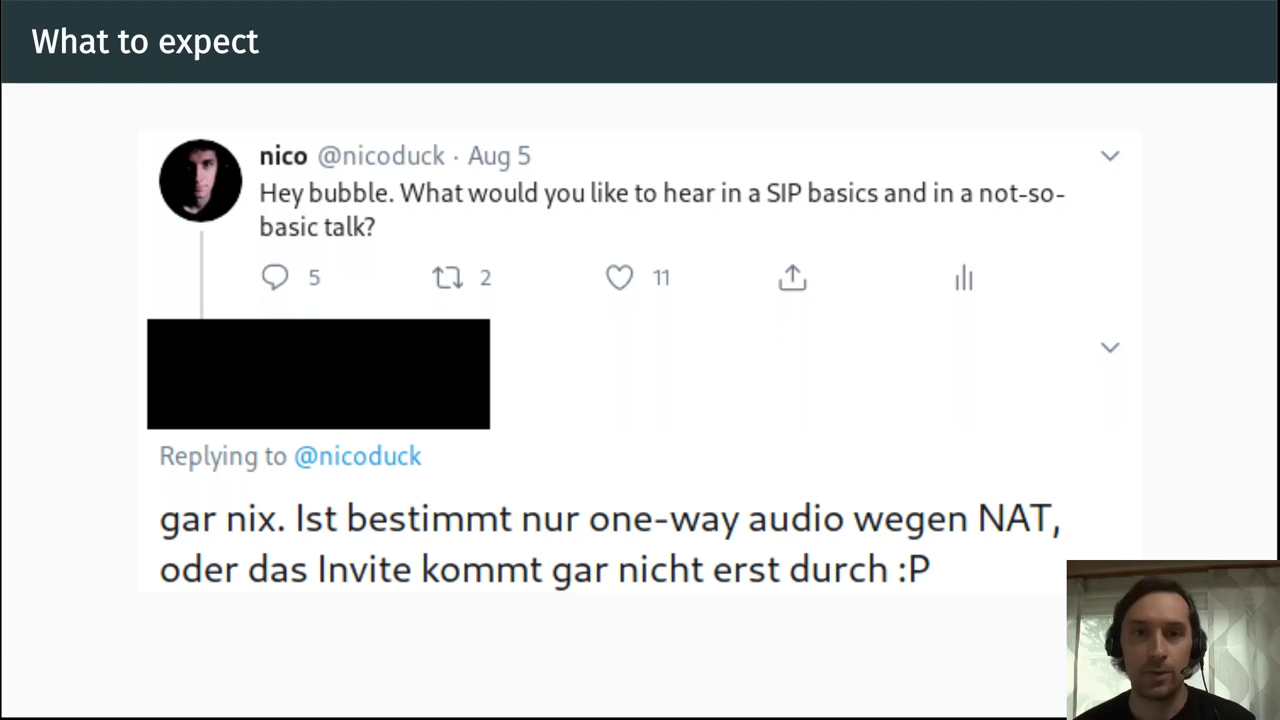 What to expect
nico @nicoduck · Aug 5
Hey bubble. What would you like to hear in a SIP basics and in a not-so-
basic talk?
5 2 11
Replying to @nicoduck
gar nix. Ist bestimmt nur one-way audio wegen NAT,
oder das Invite kommt gar nicht erst durch :P